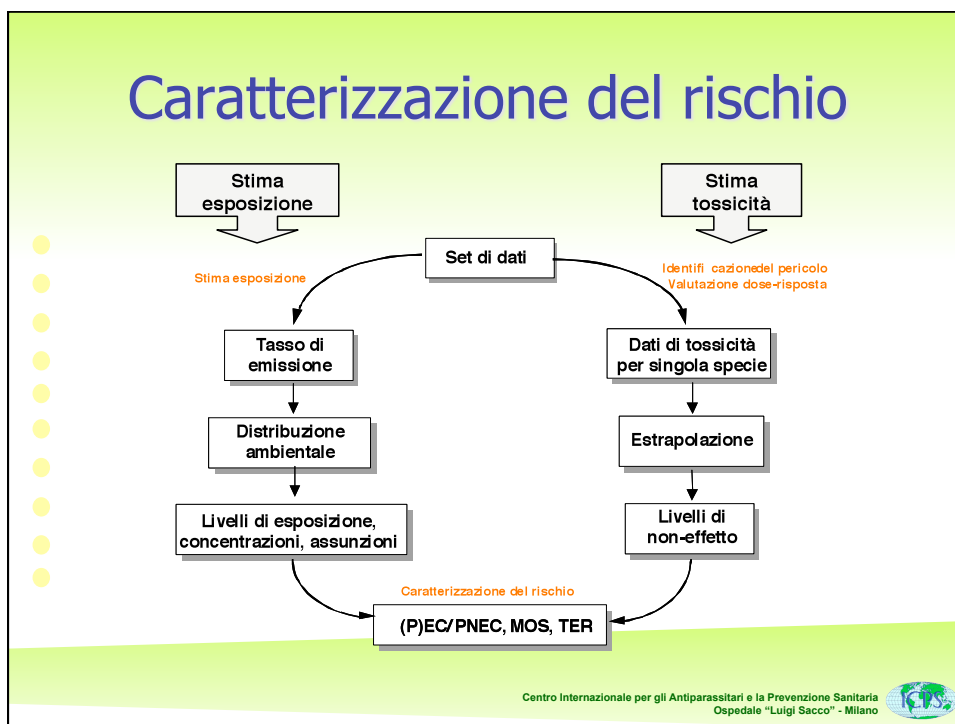 Caratterizzazione del rischio
Stima
esposizione
Stima
tossicità
Set di dati
Stima esposizione
Identifi cazionedel pericolo
Valutazione dose-risposta
Tasso di
emissione
Dati di tossicità
per singola specie
Distribuzione
ambientale
Estrapolazione
Livelli di esposizione,
concentrazioni, assunzioni
Livelli di
non-effetto
Caratterizzazione del rischio
(P)EC/PNEC, MOS, TER
Centro Internazionale per gli Antiparassitari e la Prevenzione Sanitaria
Ospedale “Luigi Sacco” - Milano
ICPS